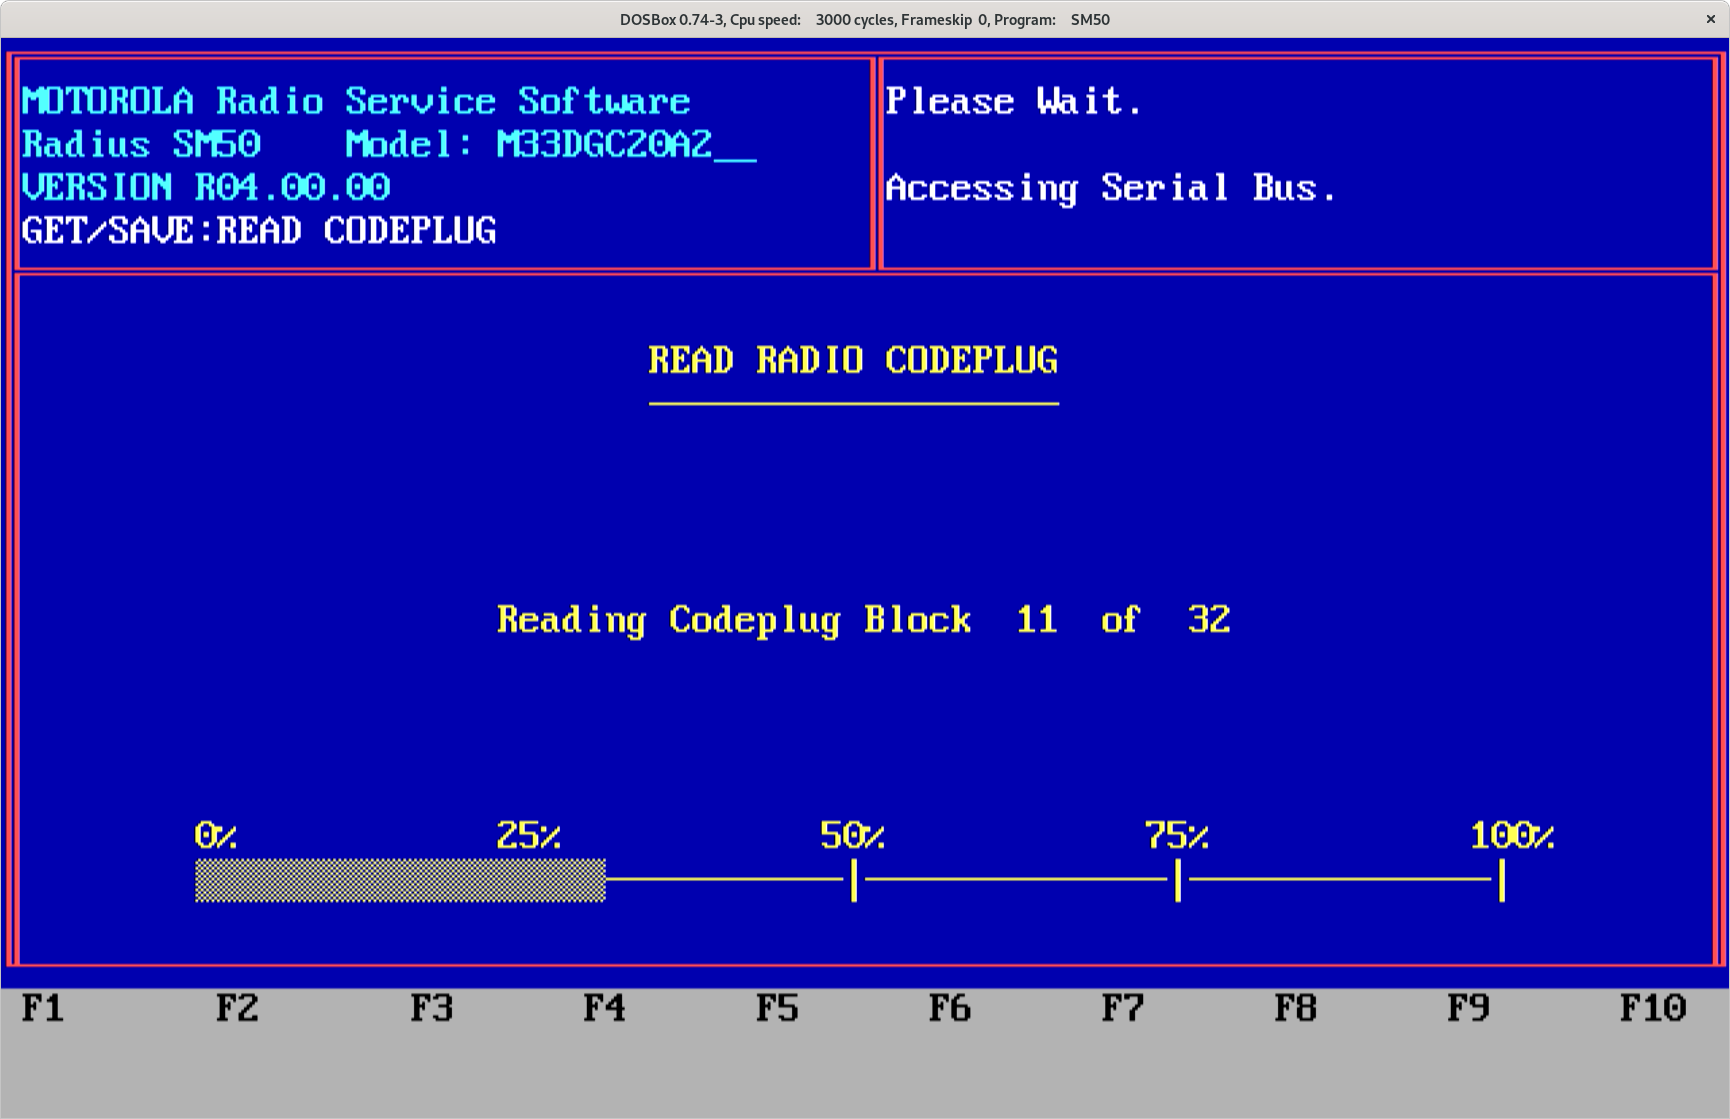 DOSBox 0.74-3, Cpu speed:    3000 cycles, Frameskip  0, Program:    SM50
×
MOTOROLA Radio Service Software
Radius SM50    Model: M33DGC20A2__
VERSION R04.00.00
GET/SAVE:READ CODEPLUG
Please Wait.
Accessing Serial Bus.
READ RADIO CODEPLUG
Reading Codeplug Block  11  of  32
0% 25% 50% 75% 100%
F1 F2 F3 F4 F5 F6 F7 F8 F9 F10